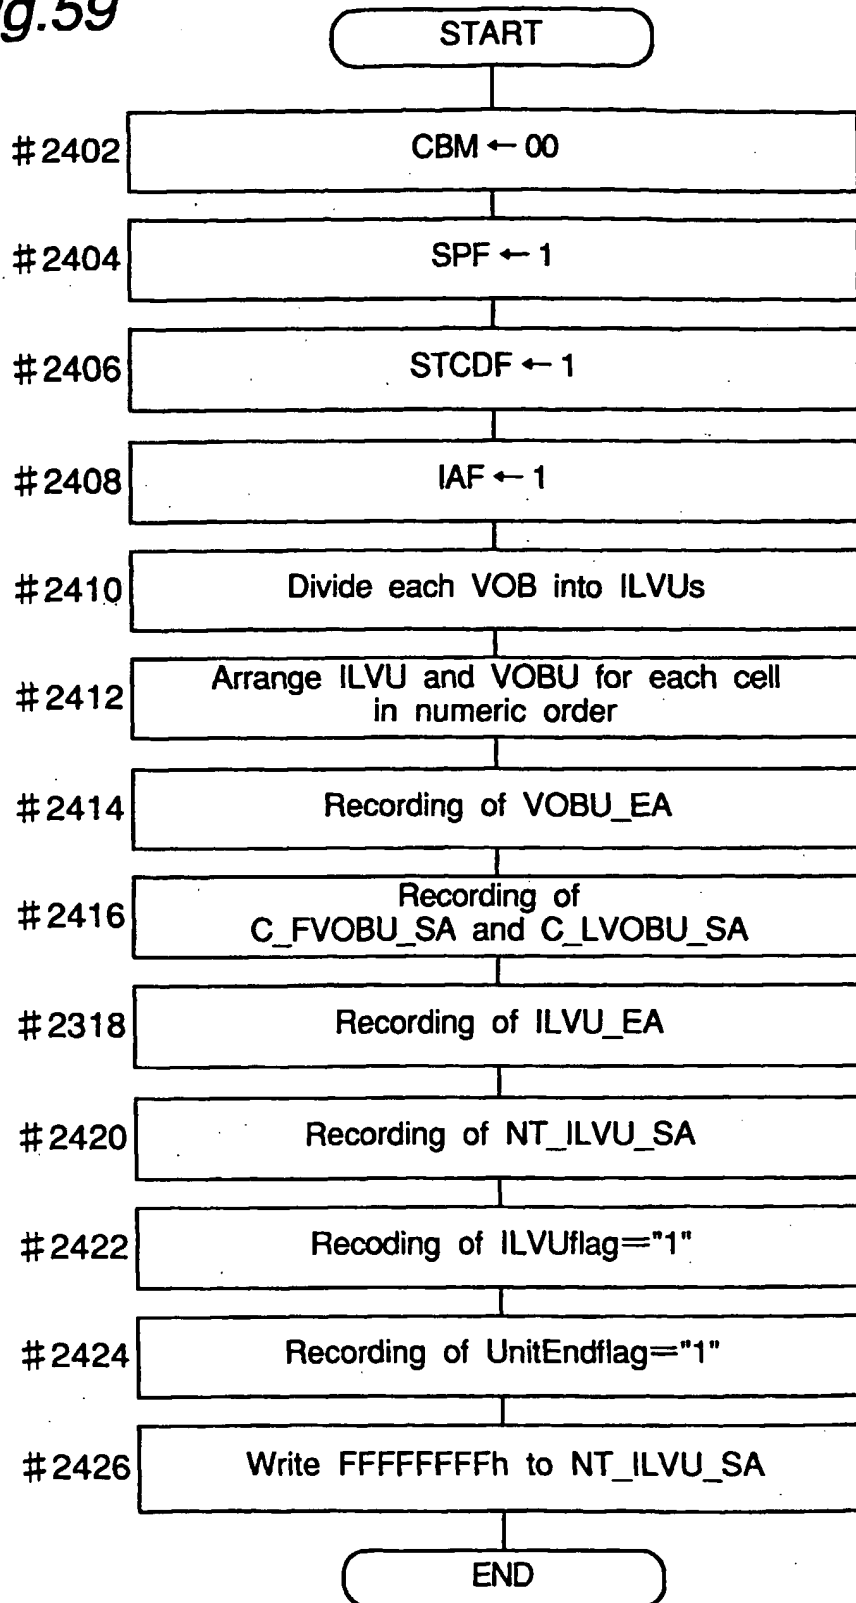 g.59
START
#2402
CBM ← 00
#2404
SPF ← 1
#2406
STCDF ← 1
#2408
IAF ← 1
#2410
Divide each VOB into ILVUs
#2412
Arrange ILVU and VOBU for each cell
in numeric order
#2414
Recording of VOBU_EA
#2416
Recording of
C_FVOBU_SA and C_LVOBU_SA
#2318
Recording of ILVU_EA
#2420
Recording of NT_ILVU_SA
#2422
Recoding of ILVUflag="1"
#2424
Recording of UnitEndflag="1"
#2426
Write FFFFFFFFh to NT_ILVU_SA
END